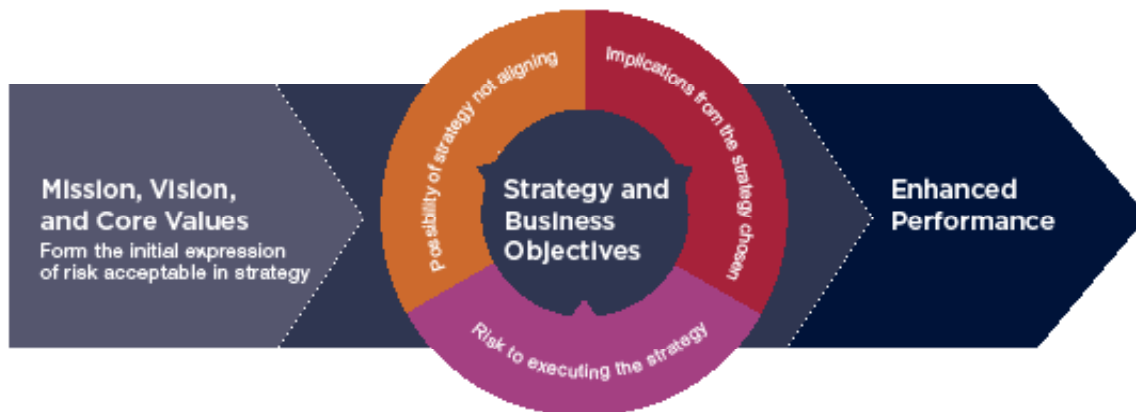 Mission, Vision,
and Core Values
Form the initial expression
of risk acceptable in strategy
Possibility of strategy not aligning
Implications from the strategy chosen
Risk to executing the strategy
Strategy and
Business
Objectives
Enhanced
Performance